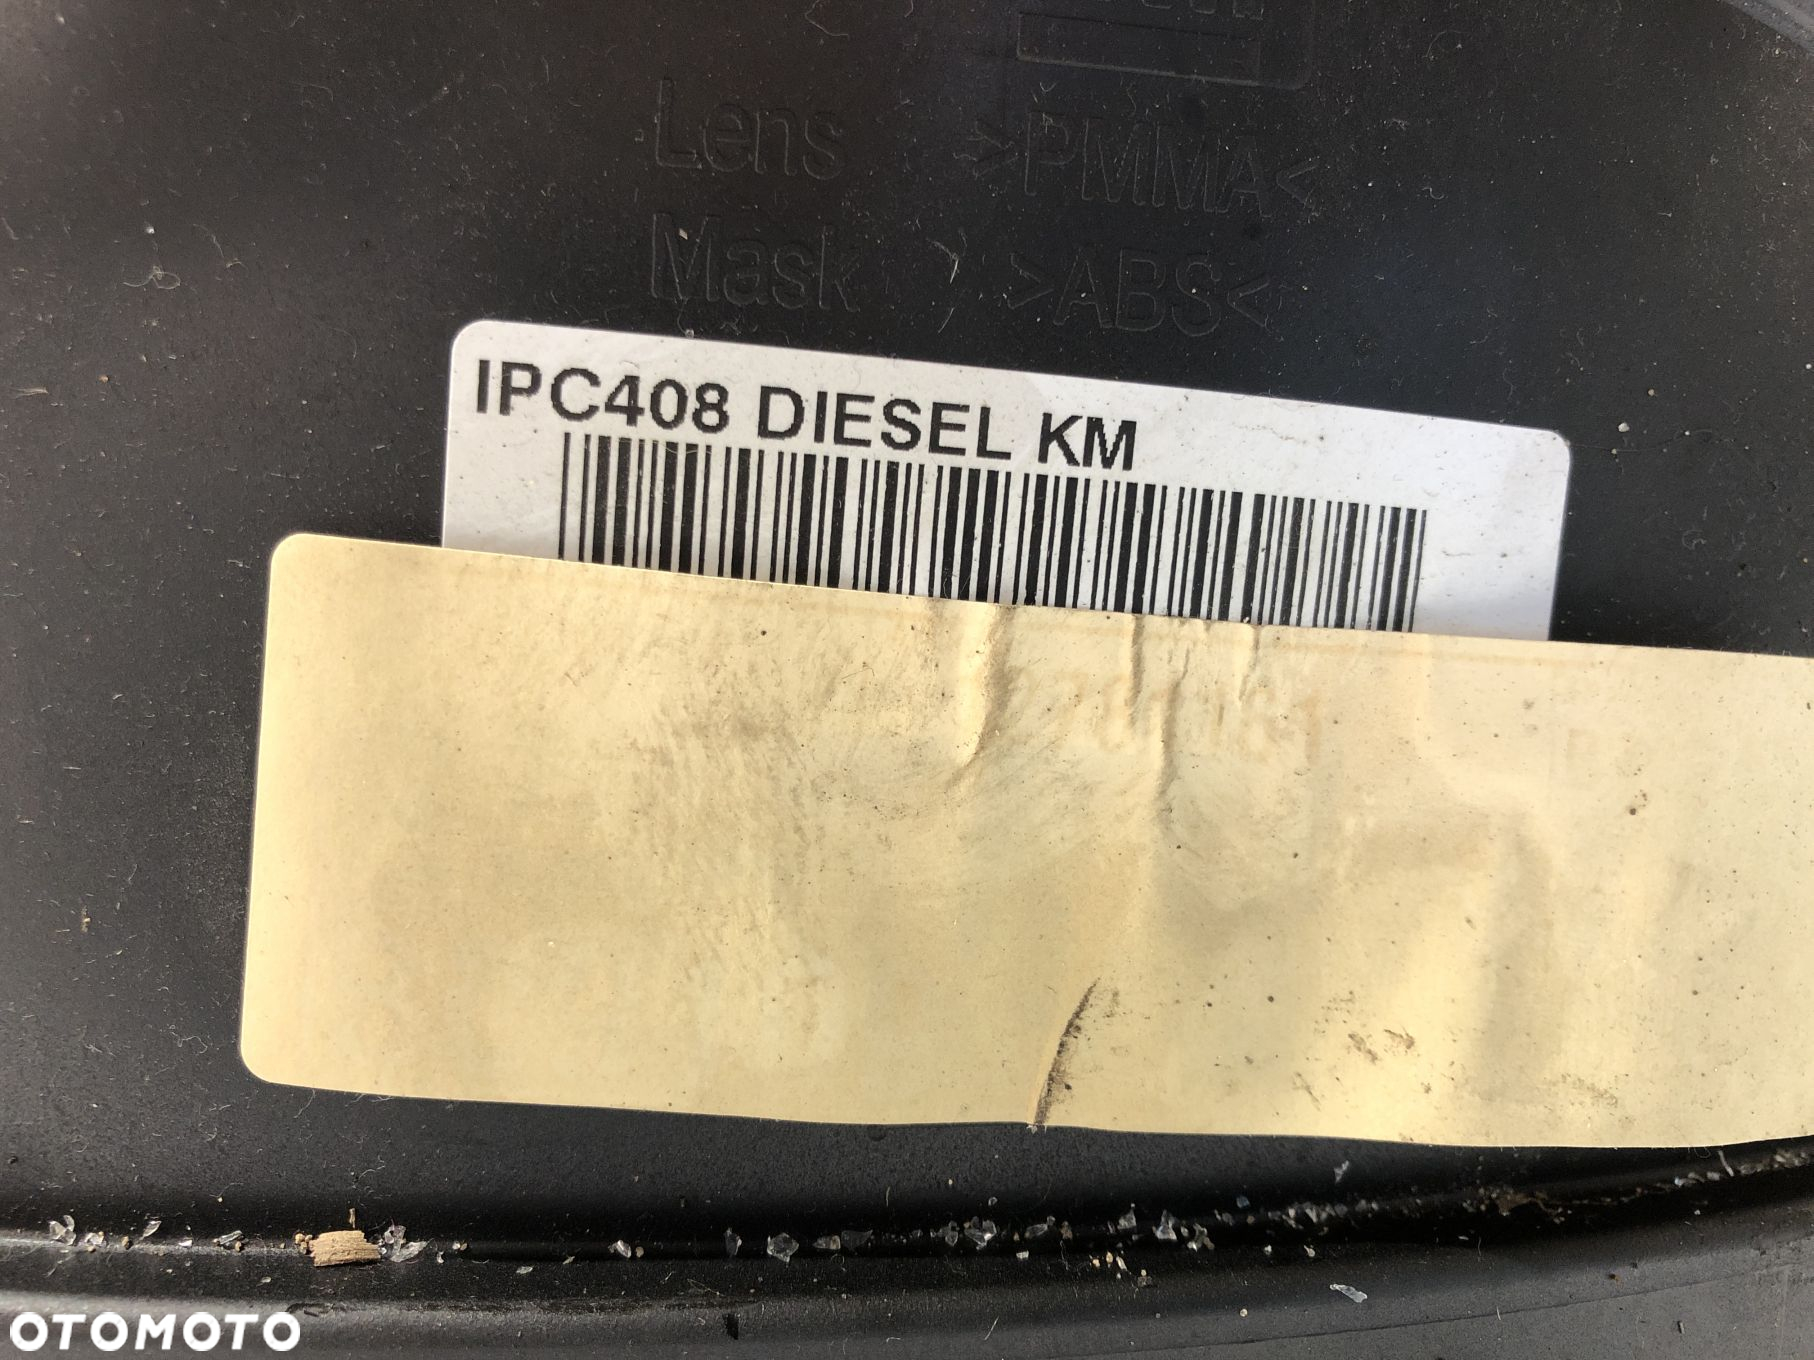 Lens >PMMA<
Mask >ABS<
IPC408 DIESEL KM
OTOMOTO